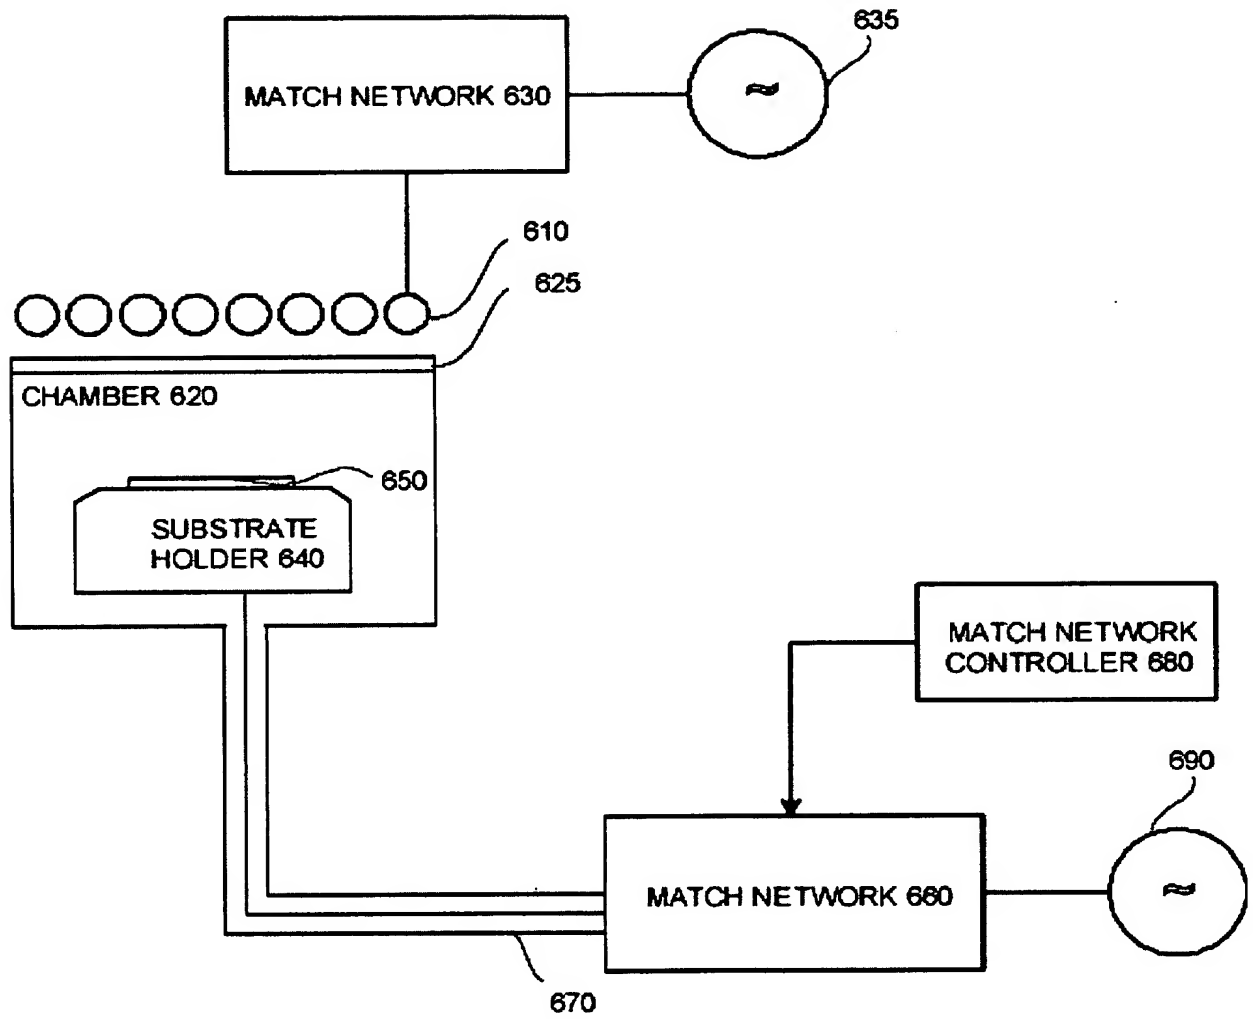 635
MATCH NETWORK 630
≈
610
625
CHAMBER 620
650
SUBSTRATE
HOLDER 640
MATCH NETWORK
CONTROLLER 680
690
MATCH NETWORK 680
≈
670